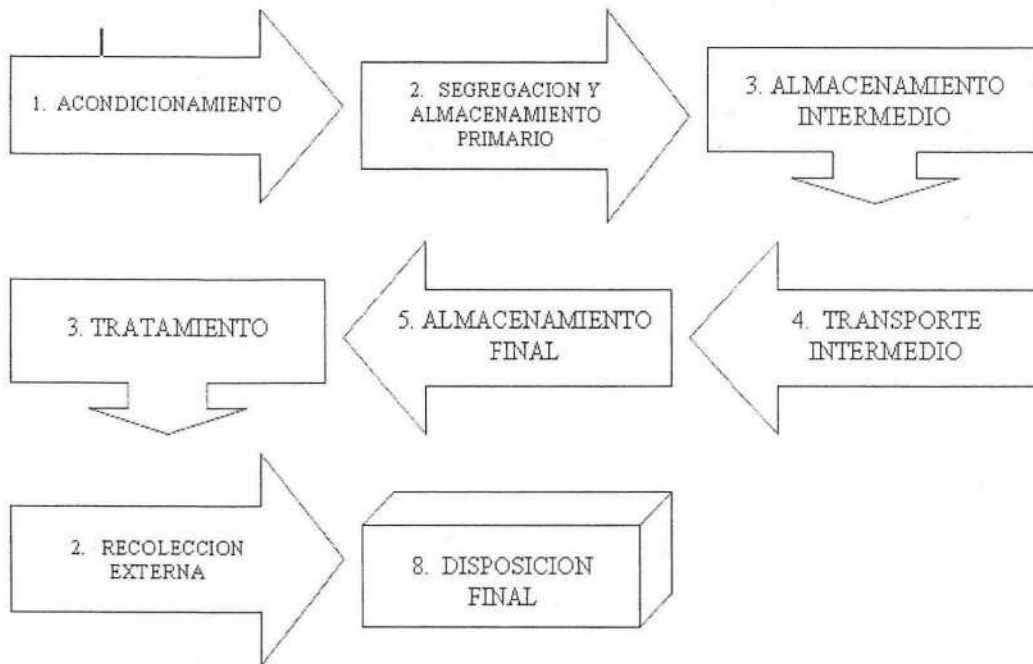 1. ACONDICIONAMIENTO
2. SEGREGACION Y
ALMACENAMIENTO
PRIMARIO
3. ALMACENAMIENTO
INTERMEDIO
4. TRANSPORTE
INTERMEDIO
5. ALMACENAMIENTO
FINAL
3. TRATAMIENTO
2. RECOLECCION
EXTERNA
8. DISPOSICION
FINAL